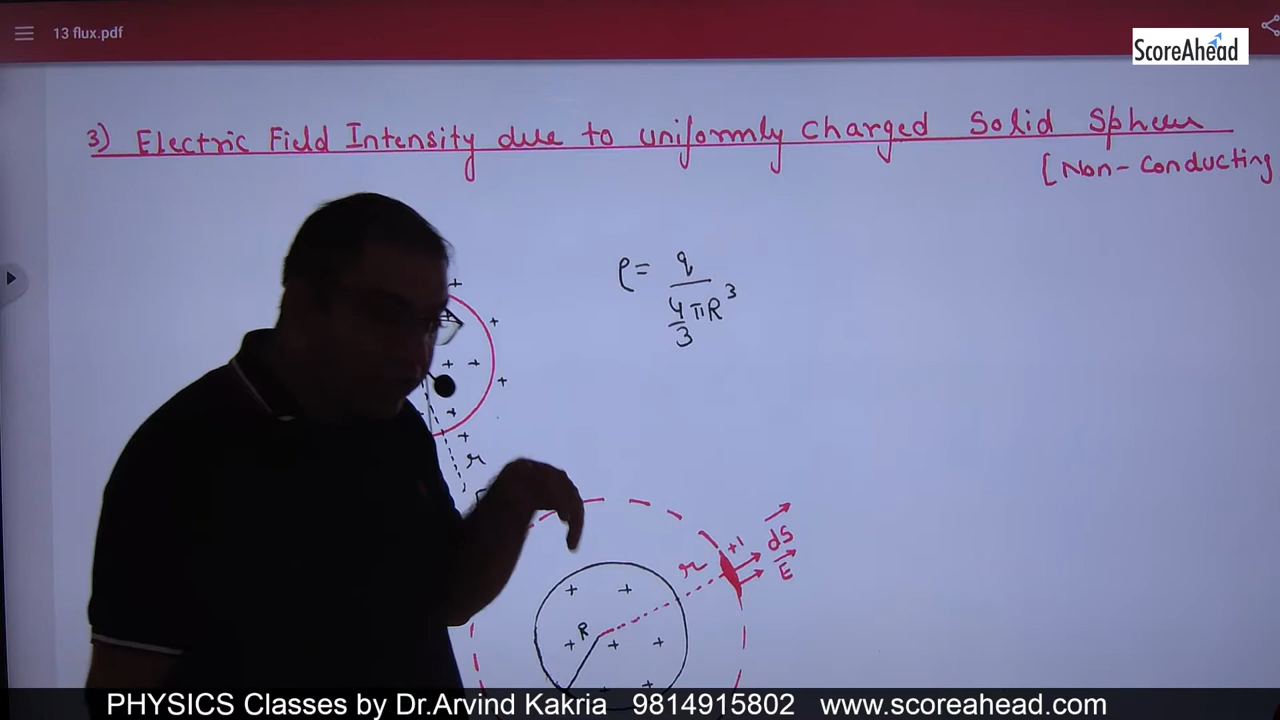 13 flux.pdf
ScoreAhead
3) Electric Field Intensity due to uniformly charged Solid Sphere
[Non-Conducting
ρ = q
4/3 πR³
+ +
+ + +
+
+
r
+1
dS
E
r
+ +
R
+ + +
+
PHYSICS Classes by Dr.Arvind Kakria 9814915802 www.scoreahead.com